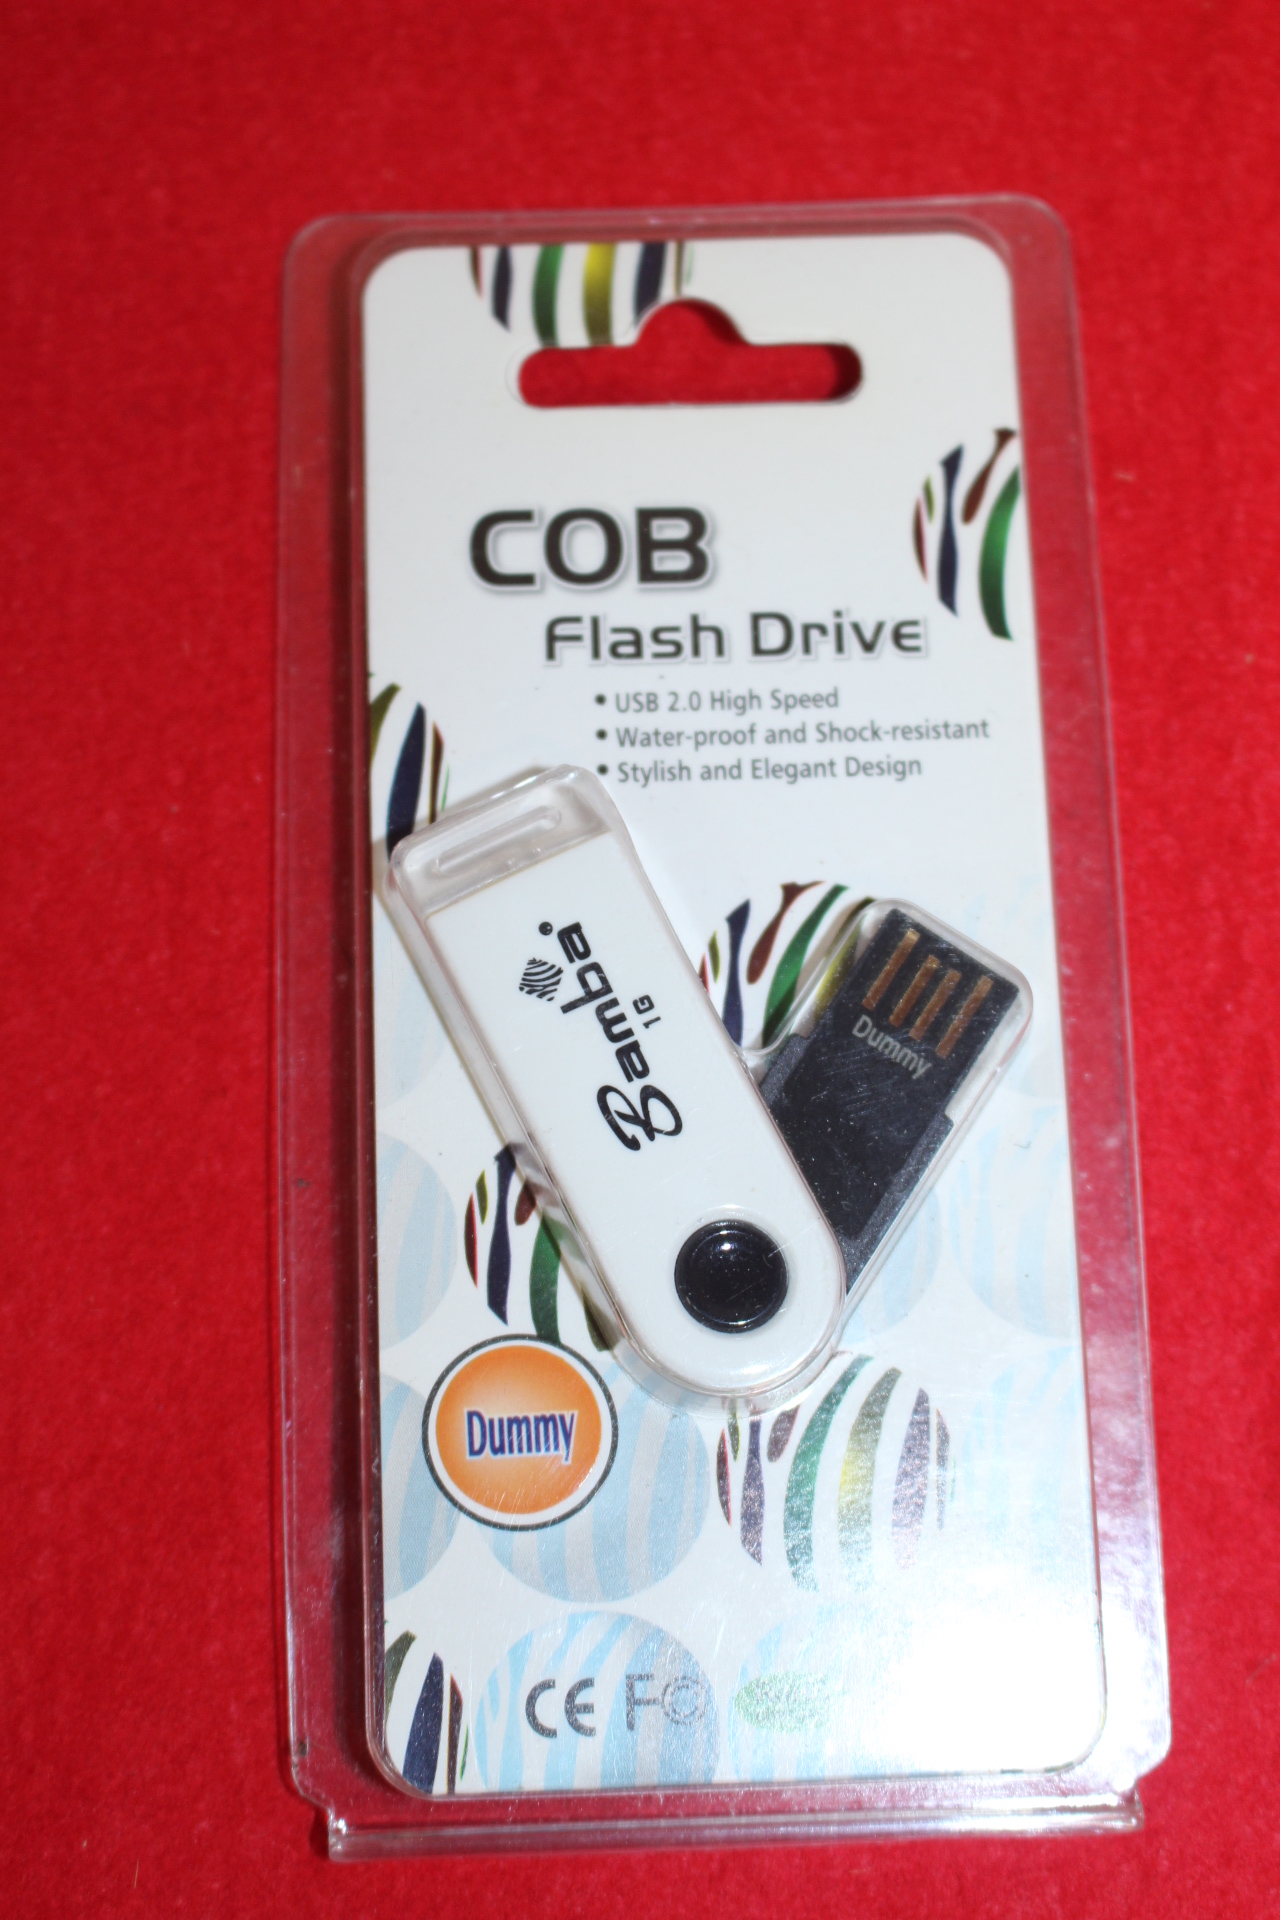 COB
Flash Drive
• USB 2.0 High Speed
• Water-proof and Shock-resistant
• Stylish and Elegant Design
Samba
1G
Dummy
Dummy
CE FC